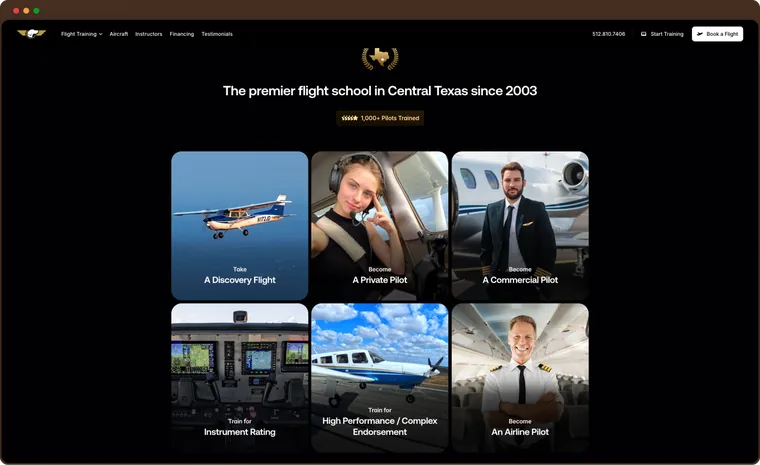 Flight Training Aircraft Instructors Financing Testimonials 512.810.7406 Start Training Book a Flight
The premier flight school in Central Texas since 2003
1,000+ Pilots Trained
Take
A Discovery Flight
Become
A Private Pilot
Become
A Commercial Pilot
Train for
Instrument Rating
Train for
High Performance / Complex
Endorsement
Become
An Airline Pilot